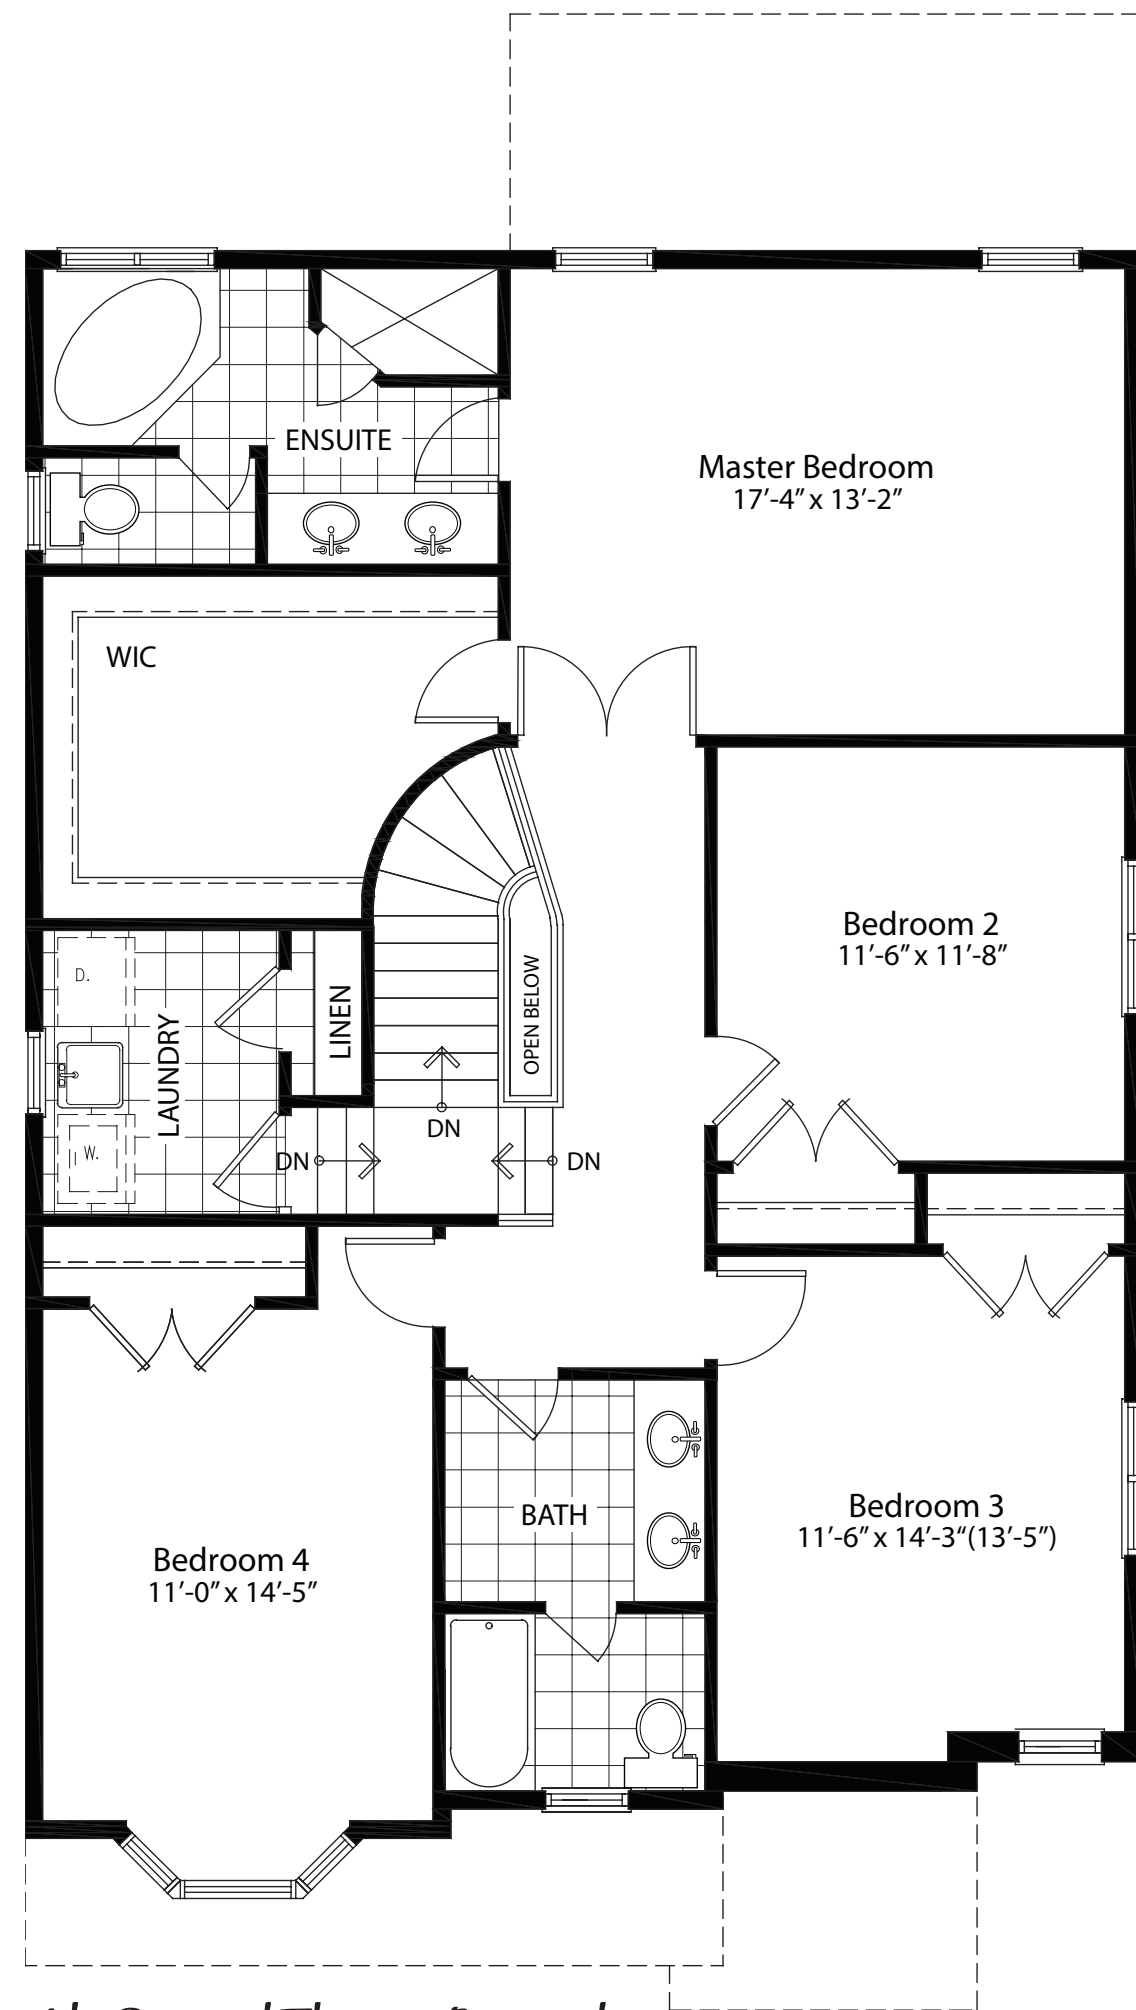 ENSUITE
Master Bedroom
17’-4” x 13’-2”
WIC
Bedroom 2
11’-6” x 11’-8”
D.
LAUNDRY
LINEN
OPEN BELOW
W.
DN
DN
DN
BATH
Bedroom 3
11’-6” x 14’-3“(13’-5”)
Bedroom 4
11’-0” x 14’-5”